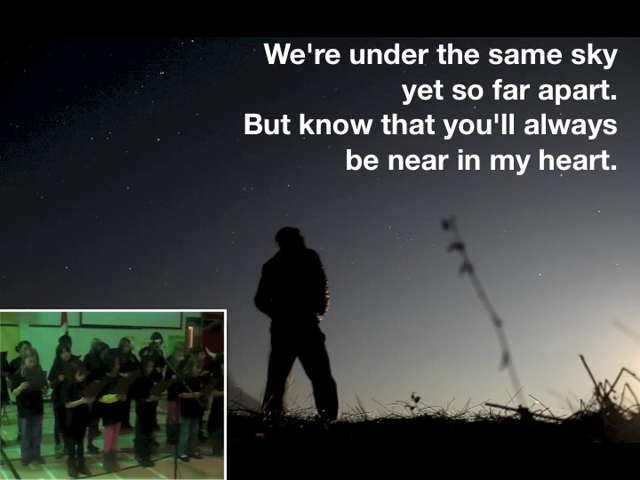 We're under the same sky
yet so far apart.
But know that you'll always
be near in my heart.